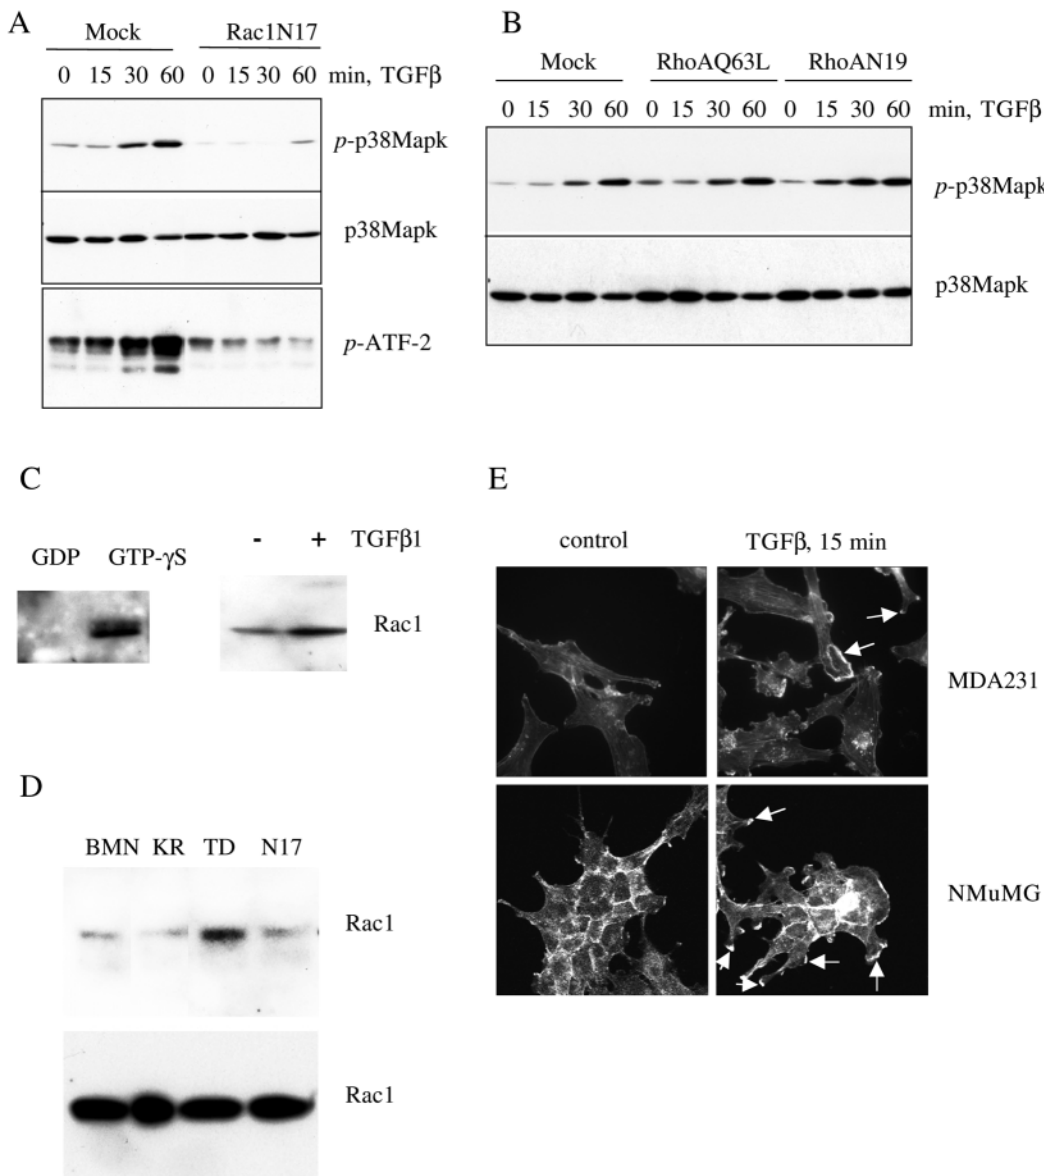 A
Mock Rac1N17
0 15 30 60 0 15 30 60 min, TGFβ
p-p38Mapk
p38Mapk
p-ATF-2
B
Mock RhoAQ63L RhoAN19
0 15 30 60 0 15 30 60 0 15 30 60 min, TGFβ
p-p38Mapk
p38Mapk
C
- + TGFβ1
GDP GTP-γS
Rac1
D
BMN KR TD N17
Rac1
Rac1
E
control TGFβ, 15 min
MDA231
NMuMG